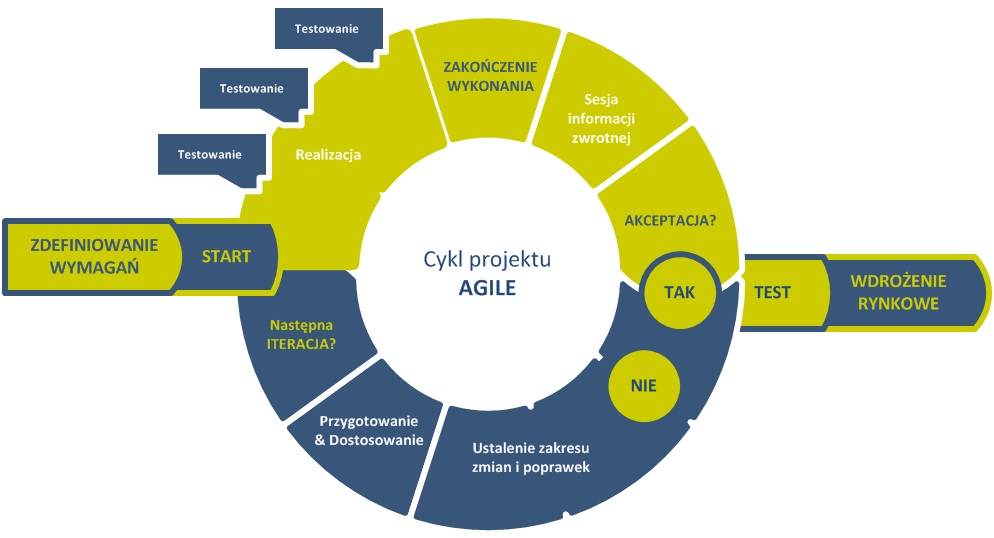 Testowanie
Testowanie
Testowanie
Realizacja
ZAKOŃCZENIE
WYKONANIA
Sesja
informacji
zwrotnej
AKCEPTACJA?
ZDEFINIOWANIE
WYMAGAŃ
START
Cykl projektu
AGILE
TAK
TEST
WDROŻENIE
RYNKOWE
NIE
Ustalenie zakresu
zmian i poprawek
Przygotowanie
& Dostosowanie
Następna
ITERACJA?